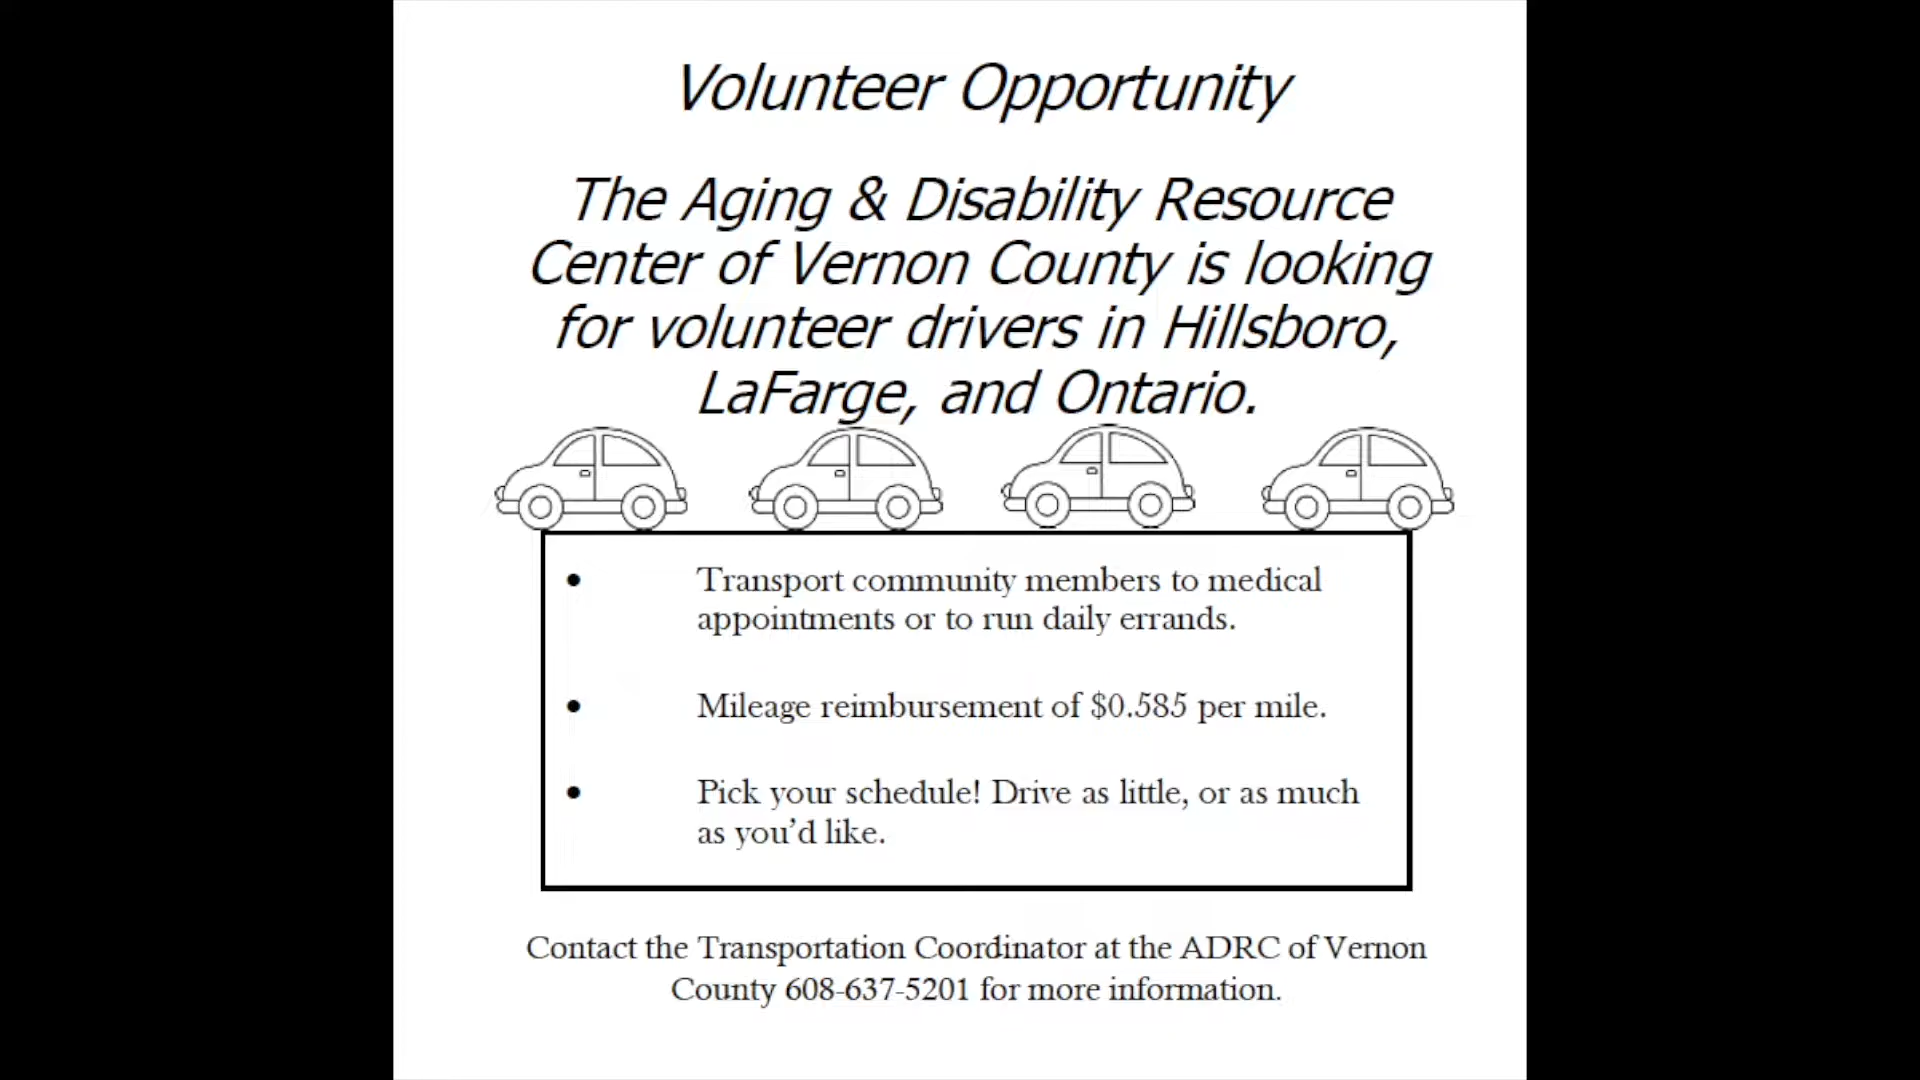 Volunteer Opportunity
The Aging & Disability Resource
Center of Vernon County is looking
for volunteer drivers in Hillsboro,
LaFarge, and Ontario.
• Transport community members to medical
appointments or to run daily errands.
• Mileage reimbursement of $0.585 per mile.
• Pick your schedule! Drive as little, or as much
as you’d like.
Contact the Transportation Coordinator at the ADRC of Vernon
County 608-637-5201 for more information.